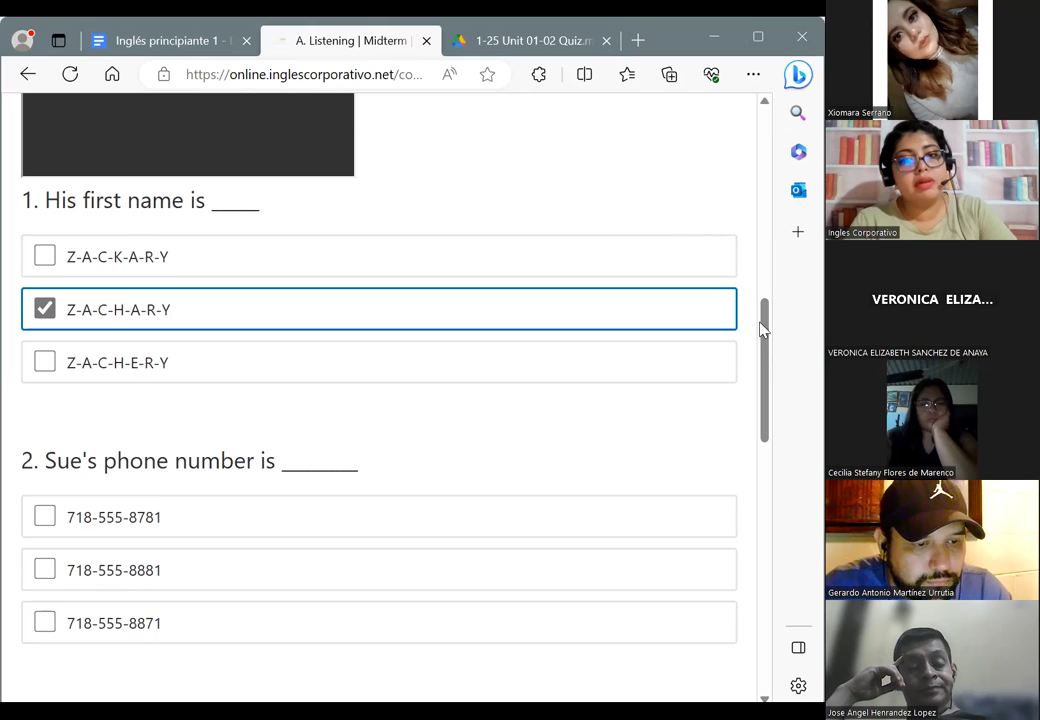 Inglés principiante 1 -
A. Listening | Midterm
1-25 Unit 01-02 Quiz.m
https://online.inglescorporativo.net/co...
1. His first name is _____
Z-A-C-K-A-R-Y
Z-A-C-H-A-R-Y
Z-A-C-H-E-R-Y
2. Sue's phone number is ________
718-555-8781
718-555-8881
718-555-8871
Xiomara Serrano
Ingles Corporativo
VERONICA ELIZA...
VERONICA ELIZABETH SANCHEZ DE ANAYA
Cecilia Stefany Flores de Marenco
Gerardo Antonio Martínez Urrutia
Jose Angel Henrandez Lopez